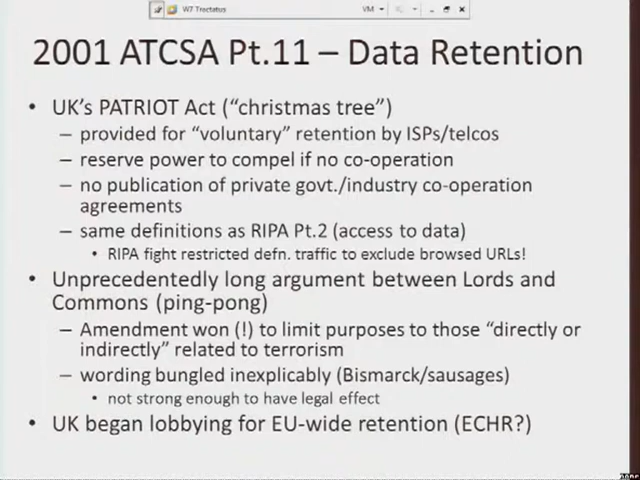 W7 Tractatus
VM
2001 ATCSA Pt.11 – Data Retention
• UK's PATRIOT Act ("christmas tree")
– provided for "voluntary" retention by ISPs/telcos
– reserve power to compel if no co-operation
– no publication of private govt./industry co-operation
agreements
– same definitions as RIPA Pt.2 (access to data)
• RIPA fight restricted defn. traffic to exclude browsed URLs!
• Unprecedentedly long argument between Lords and
Commons (ping-pong)
– Amendment won (!) to limit purposes to those "directly or
indirectly" related to terrorism
– wording bungled inexplicably (Bismarck/sausages)
• not strong enough to have legal effect
• UK began lobbying for EU-wide retention (ECHR?)